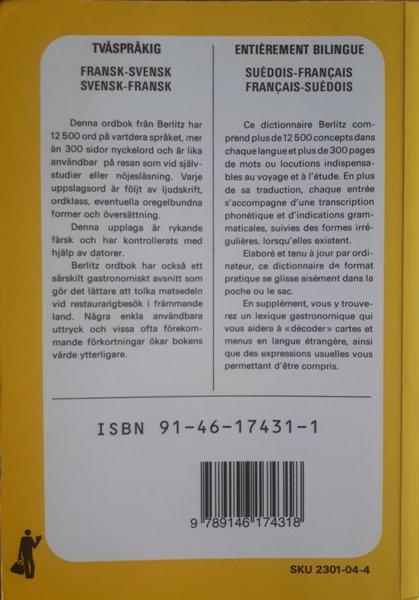 TVÅSPRÅKIG
FRANSK-SVENSK
SVENSK-FRANSK
Denna ordbok från Berlitz har
12 500 ord på vartdera språket, mer
än 300 sidor nyckelord och är lika
användbar på resan som vid själv-
studier eller nöjesläsning. Varje
uppslagsord är följt av ljudskrift,
ordklass, eventuella oregelbundna
former och översättning.
Denna upplaga är rykande
färsk och har kontrollerats med
hjälp av datorer.
Berlitz ordbok har också ett
särskilt gastronomiskt avsnitt som
gör det lättare att tolka matsedeln
vid restaurangbesök i främmande
land. Några enkla användbara
uttryck och vissa ofta förekom-
mande förkortningar ökar bokens
värde ytterligare.
ENTIÈREMENT BILINGUE
SUÉDOIS-FRANÇAIS
FRANÇAIS-SUÉDOIS
Ce dictionnaire Berlitz com-
prend plus de 12 500 concepts dans
chaque langue et plus de 300 pages
de mots ou locutions indispensa-
bles au voyage et à l'étude. En plus
de sa traduction, chaque entrée
s'accompagne d'une transcription
phonétique et d'indications gram-
maticales, suivies des formes irré-
gulières. lorsqu'elles existent.
Elaboré et tenu à jour par ordi-
nateur, ce dictionnaire de format
pratique se glisse aisément dans la
poche ou le sac.
En supplément, vous y trouve-
rez un lexique gastronomique qui
vous aidera à «décoder» cartes et
menus en langue étrangère, ainsi
que des expressions usuelles vous
permettant d'être compris.
ISBN 91-46-17431-1
9 789146 174318
SKU 2301-04-4